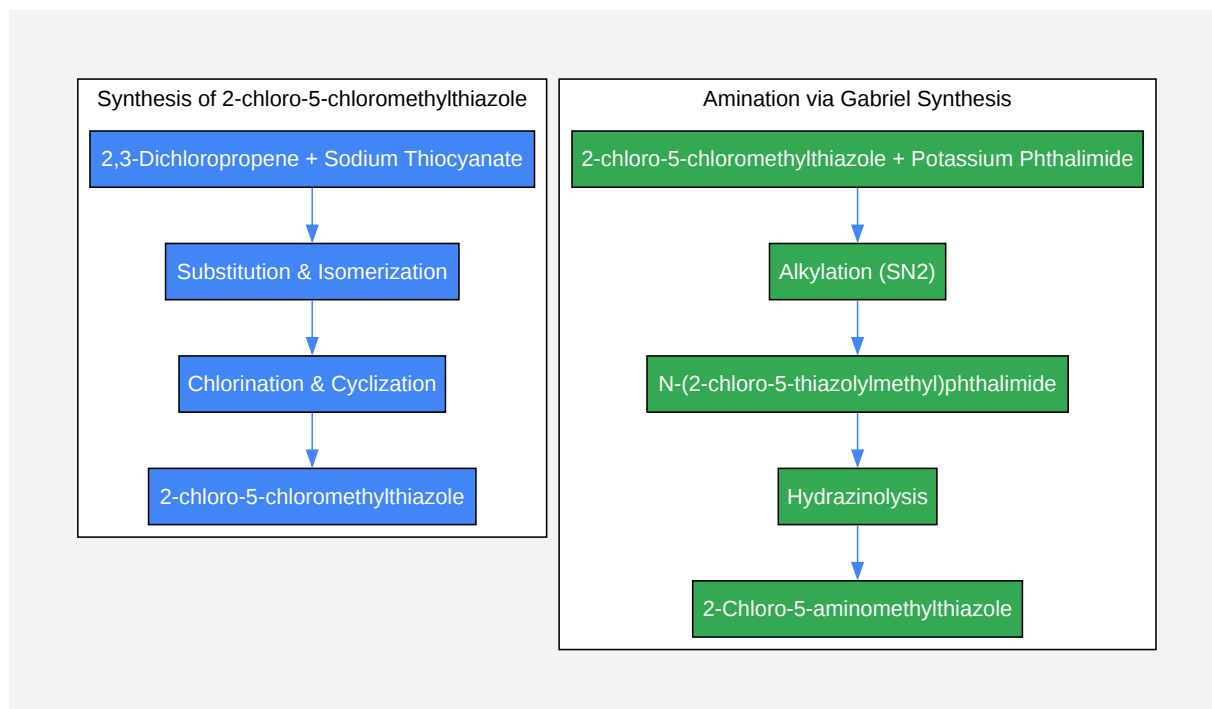 Synthesis of 2-chloro-5-chloromethylthiazole
2,3-Dichloropropene + Sodium Thiocyanate
Substitution & Isomerization
Chlorination & Cyclization
2-chloro-5-chloromethylthiazole
Amination via Gabriel Synthesis
2-chloro-5-chloromethylthiazole + Potassium Phthalimide
Alkylation (SN2)
N-(2-chloro-5-thiazolylmethyl)phthalimide
Hydrazinolysis
2-Chloro-5-aminomethylthiazole